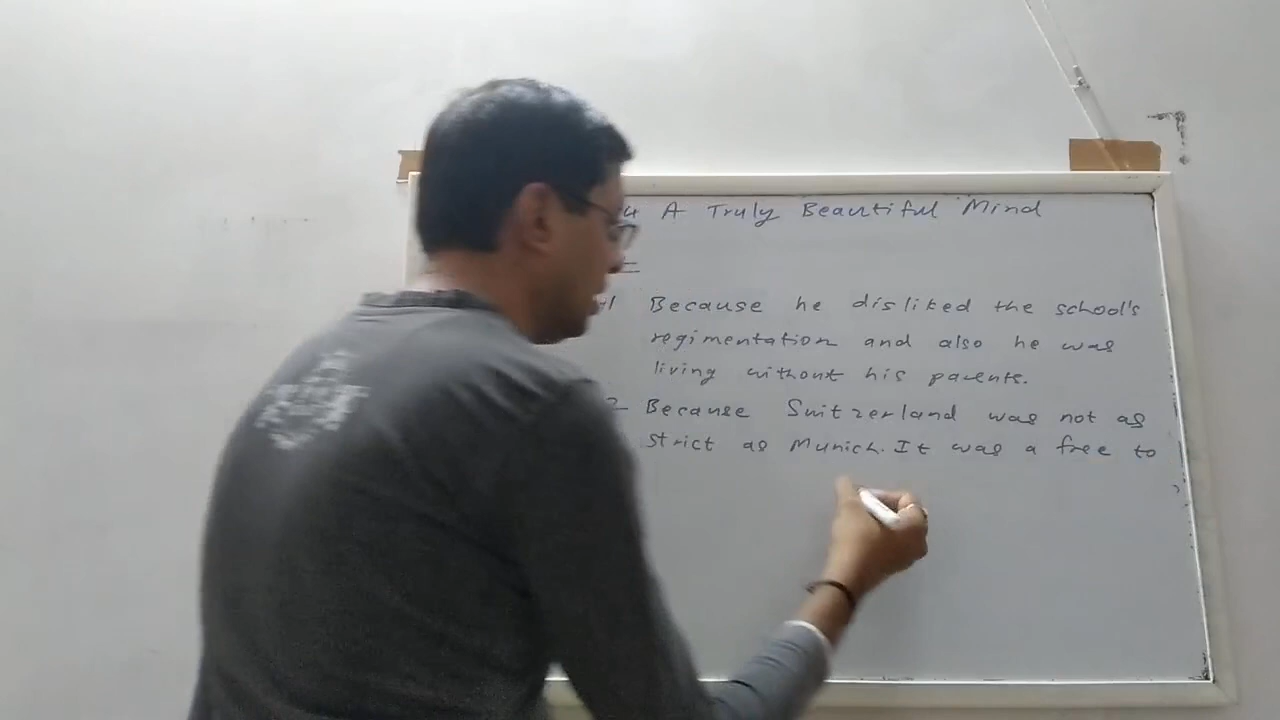 A Truly Beautiful Mind
Because he disliked the school's
regimentation and also he was
living without his parents.
2 Because Switzerland was not as
strict as Munich. It was a free to